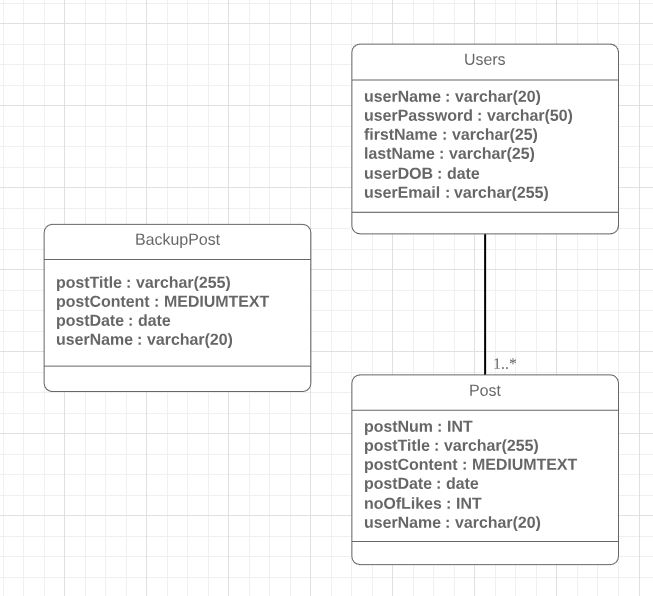 Users
userName : varchar(20)
userPassword : varchar(50)
firstName : varchar(25)
lastName : varchar(25)
userDOB : date
userEmail : varchar(255)
BackupPost
postTitle : varchar(255)
postContent : MEDIUMTEXT
postDate : date
userName : varchar(20)
1..*
Post
postNum : INT
postTitle : varchar(255)
postContent : MEDIUMTEXT
postDate : date
noOfLikes : INT
userName : varchar(20)